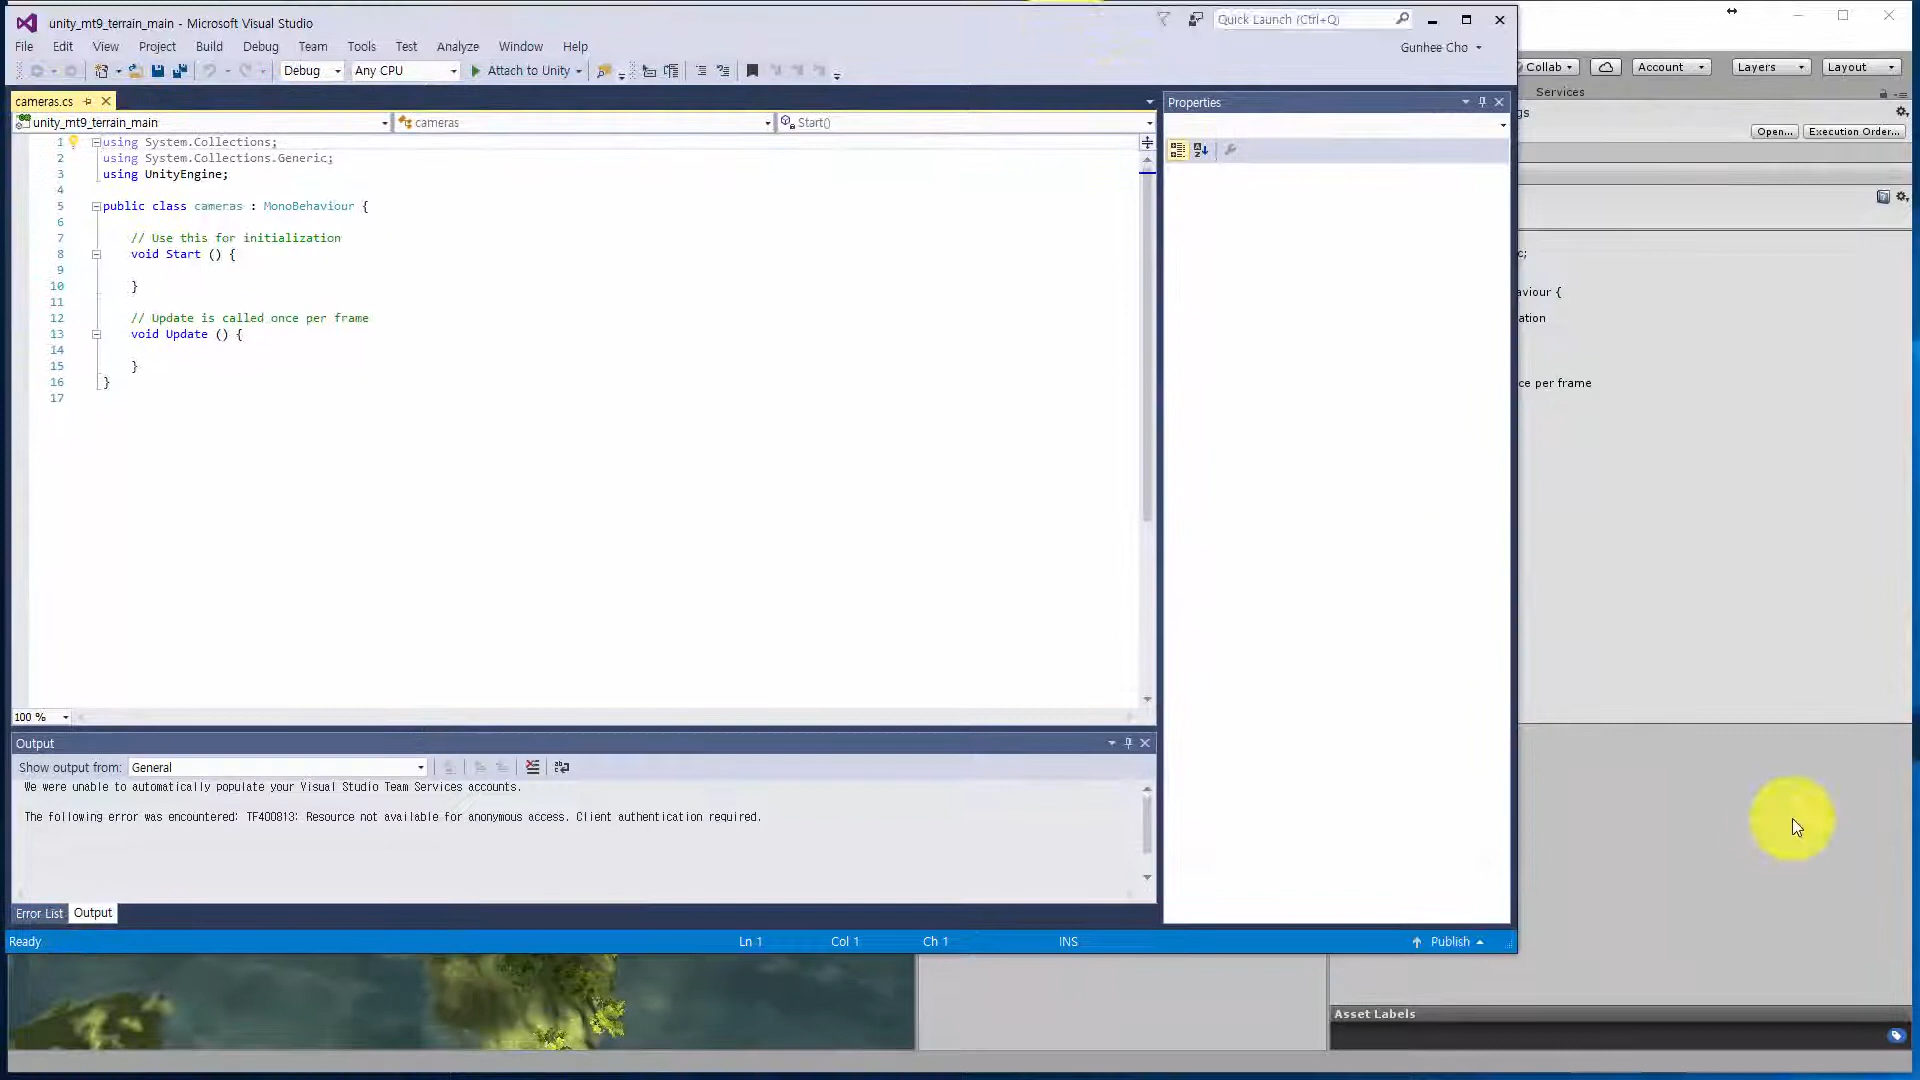 unity_mt9_terrain_main - Microsoft Visual Studio
Quick Launch (Ctrl+Q)
File Edit View Project Build Debug Team Tools Test Analyze Window Help
Gunhee Cho
Debug Any CPU Attach to Unity
Collab Account Layers Layout
Services
cameras.cs
Properties
gs
Open... Execution Order...
unity_mt9_terrain_main cameras Start()
1 using System.Collections;
2 using System.Collections.Generic;
3 using UnityEngine;
4
5 public class cameras : MonoBehaviour {
6
7 // Use this for initialization
8 void Start () {
9
10 }
11
12 // Update is called once per frame
13 void Update () {
14
15 }
16 }
17
c;
aviour {
ation
ce per frame
100 %
Output
Show output from: General
We were unable to automatically populate your Visual Studio Team Services accounts.
The following error was encountered: TF400813: Resource not available for anonymous access. Client authentication required.
Error List Output
Ready Ln 1 Col 1 Ch 1 INS Publish
Asset Labels